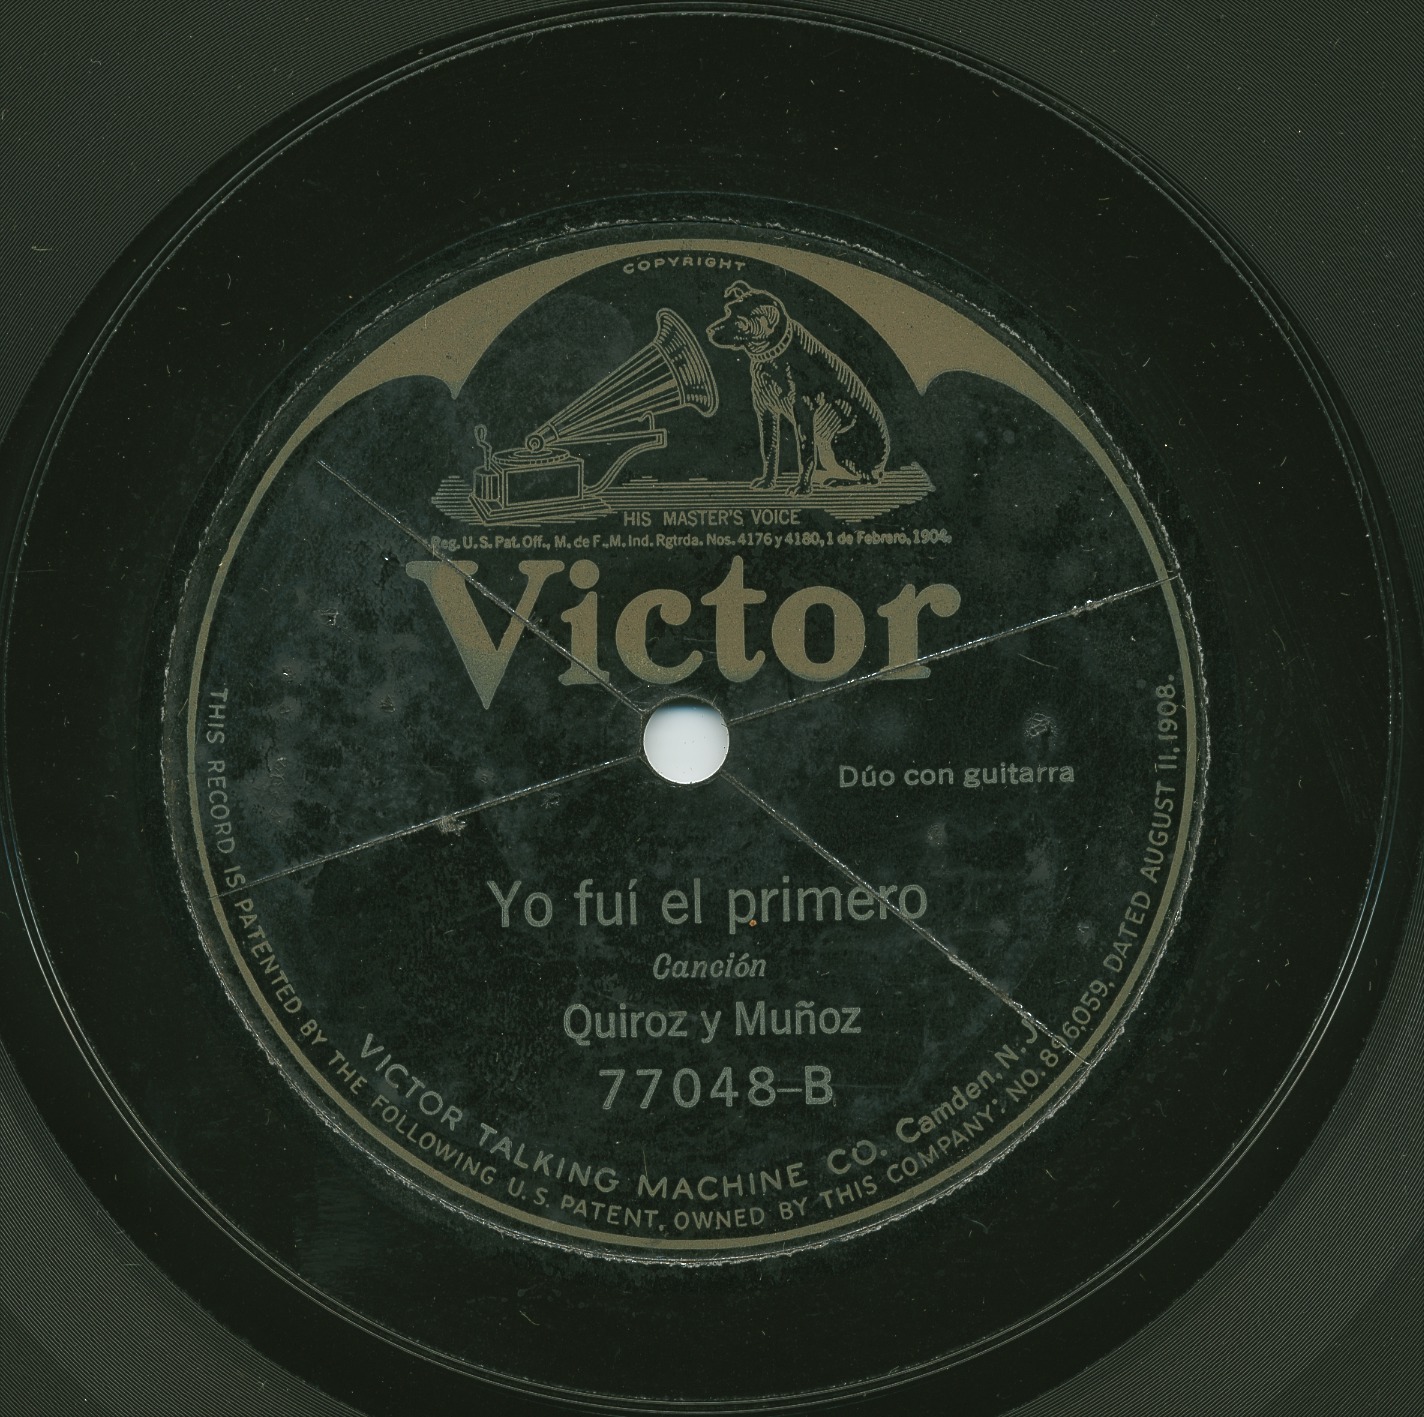 COPYRIGHT
HIS MASTER'S VOICE
Reg. U.S. Pat. Off., M. de F., M. Ind. Rgtrda. Nos. 4176 y 4180, 1 de Febrero, 1904.
Victor
Dúo con guitarra
Yo fuí el primero
Canción
Quiroz y Muñoz
77048-B
VICTOR TALKING MACHINE CO. Camden, N. J.
THIS RECORD IS PATENTED BY THE FOLLOWING U.S. PATENT, OWNED BY THIS COMPANY: NO. 896,059, DATED AUGUST 11, 1908.